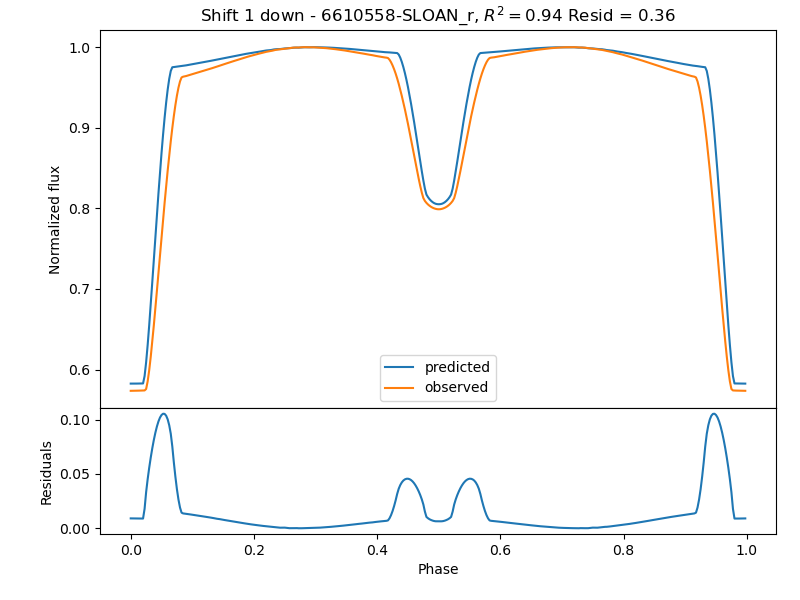 Shift 1 down - 6610558-SLOAN_r, R² = 0.94 Resid = 0.36
1.0
0.9
0.8
0.7
0.6
Normalized flux
predicted
observed
0.10
0.05
0.00
Residuals
0.0 0.2 0.4 0.6 0.8 1.0
Phase